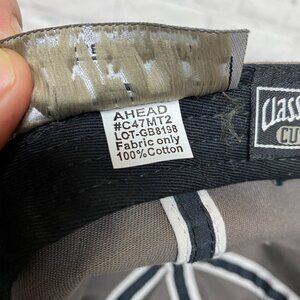 AHEAD
#C47MT2
LOT-GB8198
Fabric only
100%Cotton
Class
CU